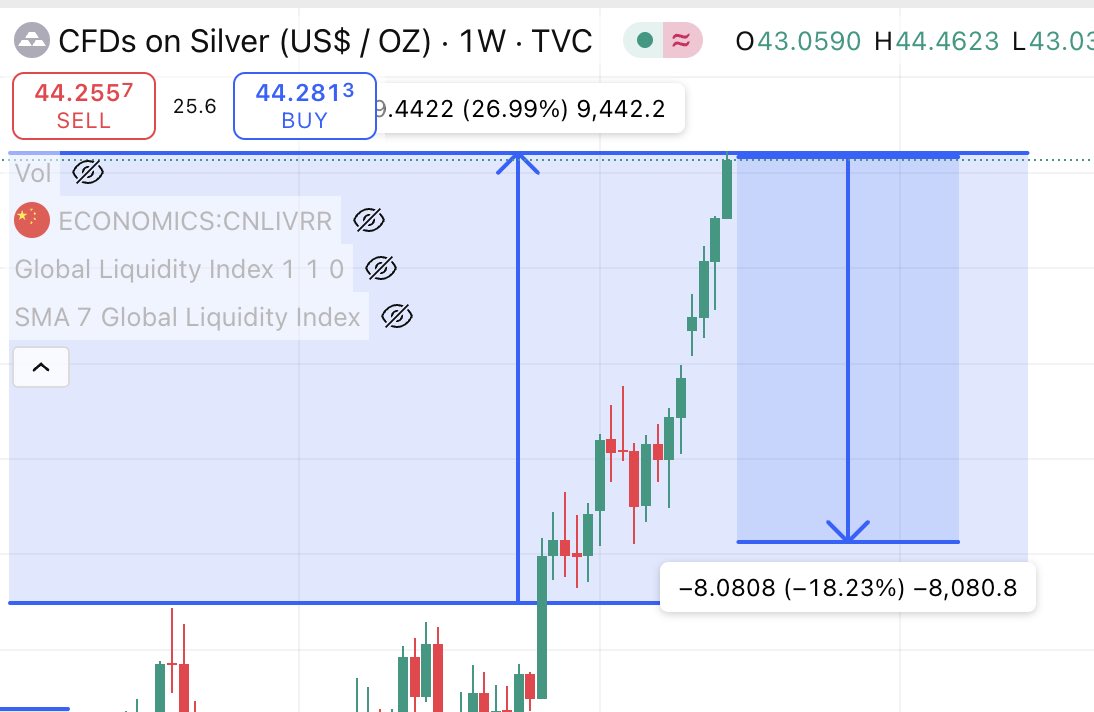 CFDs on Silver (US$ / OZ) · 1W · TVC O43.0590 H44.4623 L43.03
44.2557 25.6 44.2813 9.4422 (26.99%) 9,442.2
SELL BUY
Vol
ECONOMICS:CNLIVRR
Global Liquidity Index 1 1 0
SMA 7 Global Liquidity Index
−8.0808 (−18.23%) −8,080.8